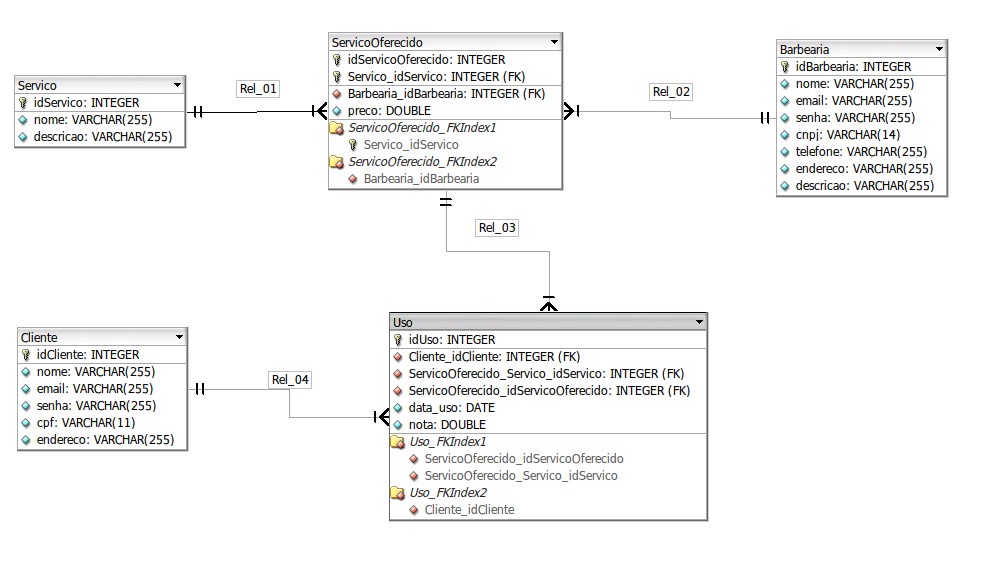 ServicoOferecido
idServicoOferecido: INTEGER
Servico_idServico: INTEGER (FK)
Barbearia_idBarbearia: INTEGER (FK)
preco: DOUBLE
ServicoOferecido_FKIndex1
Servico_idServico
ServicoOferecido_FKIndex2
Barbearia_idBarbearia
Barbearia
idBarbearia: INTEGER
nome: VARCHAR(255)
email: VARCHAR(255)
senha: VARCHAR(255)
cnpj: VARCHAR(14)
telefone: VARCHAR(255)
endereco: VARCHAR(255)
descricao: VARCHAR(255)
Servico
idServico: INTEGER
nome: VARCHAR(255)
descricao: VARCHAR(255)
Rel_01
Rel_02
Rel_03
Cliente
idCliente: INTEGER
nome: VARCHAR(255)
email: VARCHAR(255)
senha: VARCHAR(255)
cpf: VARCHAR(11)
endereco: VARCHAR(255)
Rel_04
Uso
idUso: INTEGER
Cliente_idCliente: INTEGER (FK)
ServicoOferecido_Servico_idServico: INTEGER (FK)
ServicoOferecido_idServicoOferecido: INTEGER (FK)
data_uso: DATE
nota: DOUBLE
Uso_FKIndex1
ServicoOferecido_idServicoOferecido
ServicoOferecido_Servico_idServico
Uso_FKIndex2
Cliente_idCliente